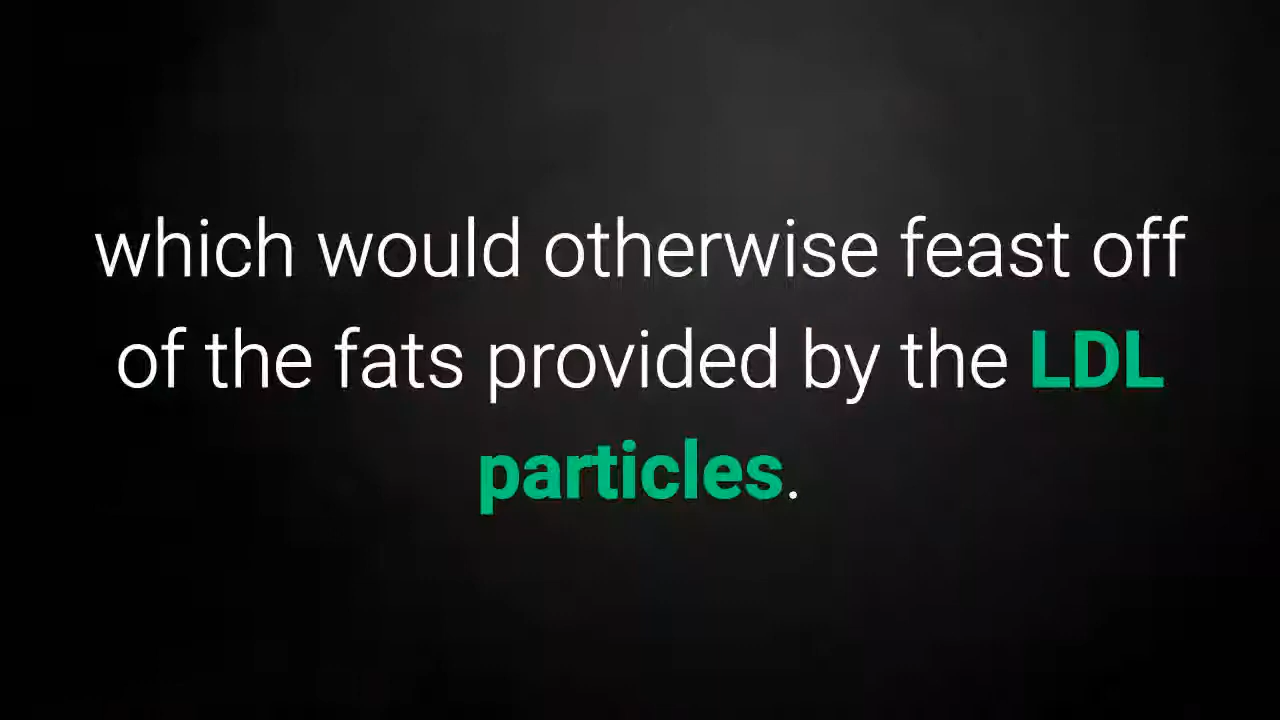 which would otherwise feast off
of the fats provided by the LDL
particles.